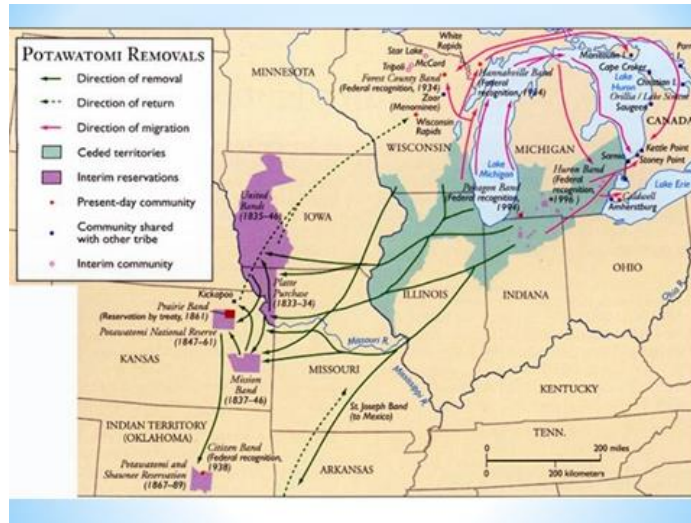 POTAWATOMI REMOVALS
Direction of removal
Direction of return
Direction of migration
Ceded territories
Interim reservations
Present-day community
Community shared
with other tribe
Interim community
White
Rapids
Star Lake
McCord
Tripoli
Forest County Band
(Federal recognition, 1934)
Zoar
(Menominee)
Wisconsin
Rapids
Hannahville Band
(Federal
recognition,
Manitoulin I.
Cape Croker
Christian I.
Lake
Huron
Saugeen
CANADA
Kettle Point
Stoney Point
Sarnia
Caldwell
Amherstburg
Lake Erie
MINNESOTA
WISCONSIN
MICHIGAN
Lake
Michigan
Huron Band
(Federal
recognition,
1996)
Pokagon Band
(Federal
recognition,
1994)
United
Bands
(1835–46)
IOWA
Platte
Purchase
(1833–34)
ILLINOIS
INDIANA
OHIO
Ohio R.
Kickapoo
Prairie Band
(Reservation by treaty, 1861)
Potawatomi National Reserve
(1847–61)
KANSAS
Mission
Band
(1837–46)
Missouri R.
MISSOURI
Mississippi R.
KENTUCKY
St. Joseph Band
(to Mexico)
TENN.
INDIAN TERRITORY
(OKLAHOMA)
Citizen Band
(Federal recognition,
1938)
Potawatomi and
Shawnee Reservation
(1867–89)
ARKANSAS
0
200 miles
0
200 kilometers